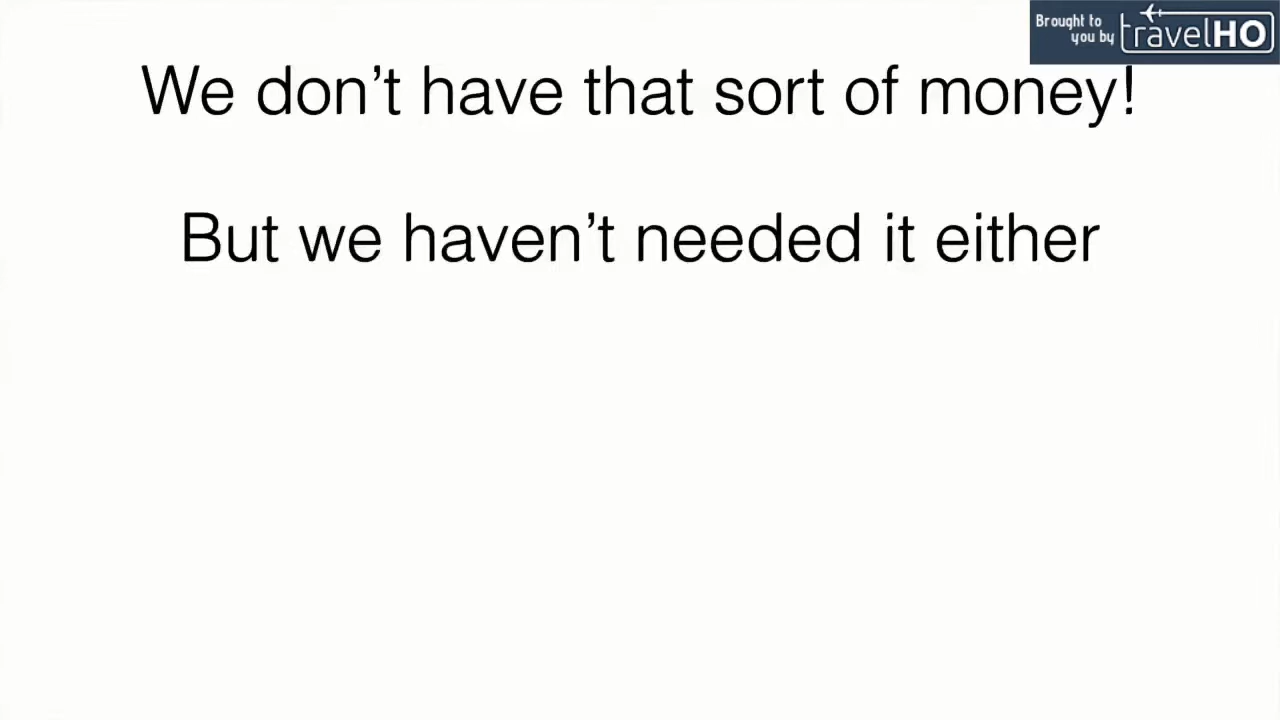 Brought to
you by
travelHO
We don't have that sort of money!
But we haven't needed it either